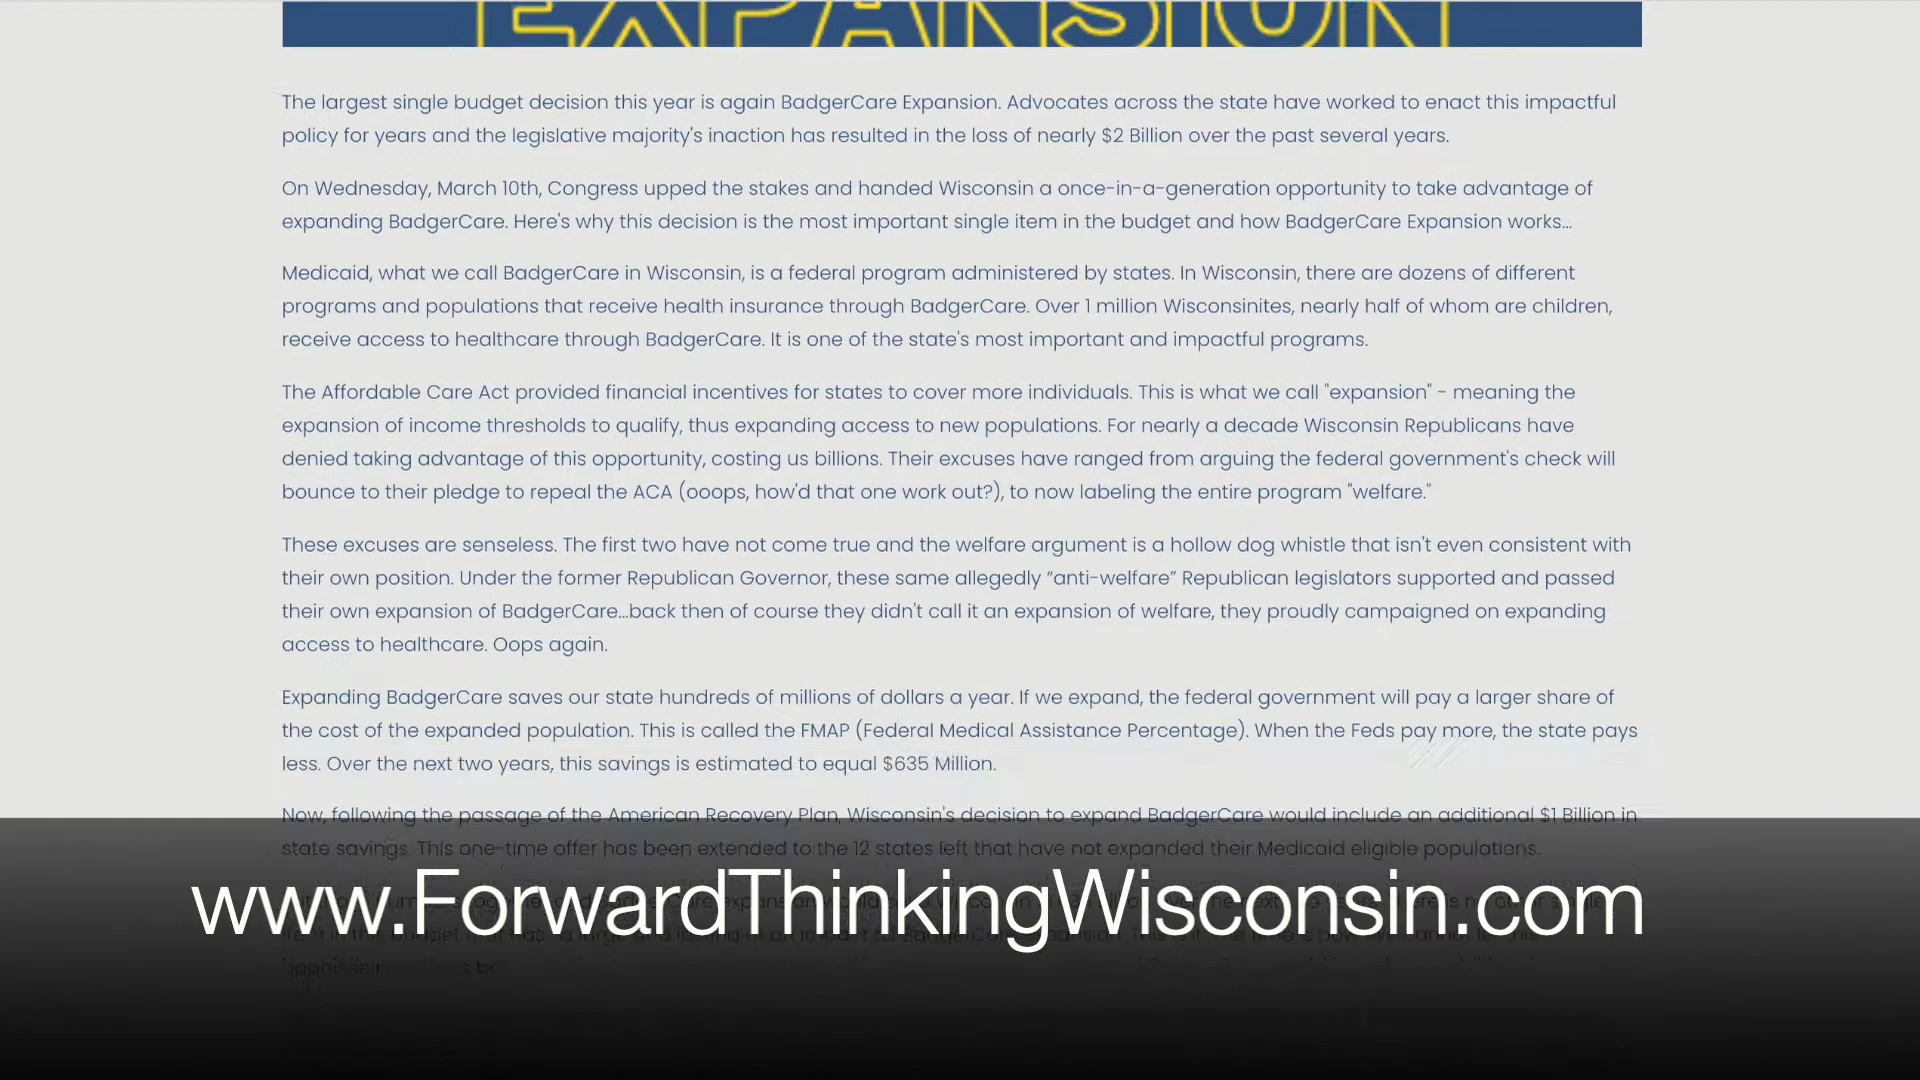 EXPANSION
The largest single budget decision this year is again BadgerCare Expansion. Advocates across the state have worked to enact this impactful
policy for years and the legislative majority's inaction has resulted in the loss of nearly $2 Billion over the past several years.
On Wednesday, March 10th, Congress upped the stakes and handed Wisconsin a once-in-a-generation opportunity to take advantage of
expanding BadgerCare. Here's why this decision is the most important single item in the budget and how BadgerCare Expansion works...
Medicaid, what we call BadgerCare in Wisconsin, is a federal program administered by states. In Wisconsin, there are dozens of different
programs and populations that receive health insurance through BadgerCare. Over 1 million Wisconsinites, nearly half of whom are children,
receive access to healthcare through BadgerCare. It is one of the state's most important and impactful programs.
The Affordable Care Act provided financial incentives for states to cover more individuals. This is what we call "expansion" - meaning the
expansion of income thresholds to qualify, thus expanding access to new populations. For nearly a decade Wisconsin Republicans have
denied taking advantage of this opportunity, costing us billions. Their excuses have ranged from arguing the federal government's check will
bounce to their pledge to repeal the ACA (ooops, how'd that one work out?), to now labeling the entire program "welfare."
These excuses are senseless. The first two have not come true and the welfare argument is a hollow dog whistle that isn't even consistent with
their own position. Under the former Republican Governor, these same allegedly “anti-welfare” Republican legislators supported and passed
their own expansion of BadgerCare...back then of course they didn't call it an expansion of welfare, they proudly campaigned on expanding
access to healthcare. Oops again.
Expanding BadgerCare saves our state hundreds of millions of dollars a year. If we expand, the federal government will pay a larger share of
the cost of the expanded population. This is called the FMAP (Federal Medical Assistance Percentage). When the Feds pay more, the state pays
less. Over the next two years, this savings is estimated to equal $635 Million.
Now, following the passage of the American Recovery Plan, Wisconsin's decision to expand BadgerCare would include an additional $1 Billion in
state savings. This one-time offer has been extended to the 12 states left that have not expanded their Medicaid eligible populations.
www.ForwardThinkingWisconsin.com